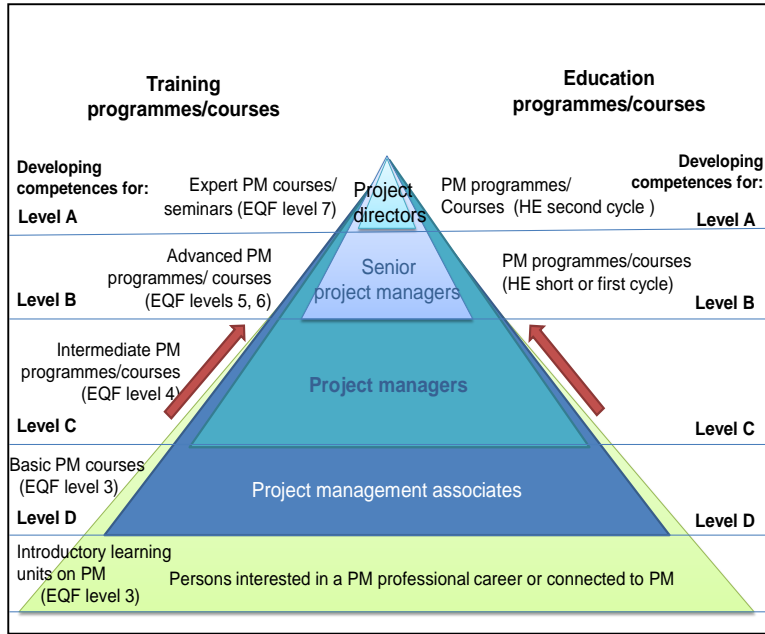 Training
programmes/courses
Education
programmes/courses
Developing
competences for:
Level A
Expert PM courses/
seminars (EQF level 7)
Project
directors
PM programmes/
Courses  (HE second cycle )
Developing
competences for:
Level A
Advanced PM
programmes/ courses
(EQF levels 5, 6)
Level B
Senior
project managers
PM programmes/courses
(HE short or first cycle)
Level B
Intermediate PM
programmes/courses
(EQF level 4)
Level C
Project managers
Level C
Basic PM courses
(EQF level 3)
Level D
Project management associates
Level D
Introductory learning
units on PM
(EQF level 3)
Persons interested in a PM professional career or connected to PM